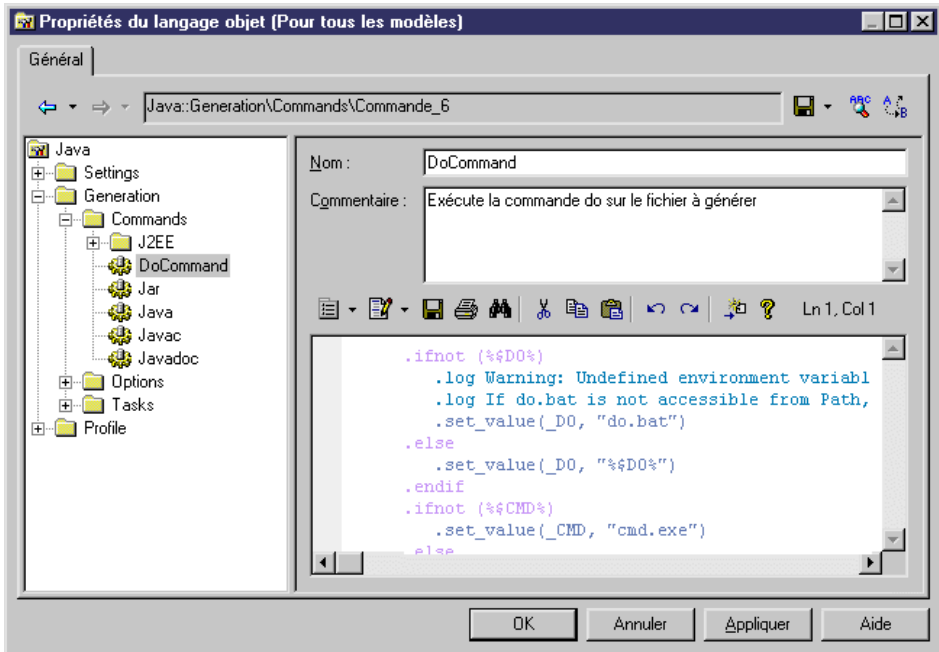 Propriétés du langage objet (Pour tous les modèles)
Général
Java::Generation\Commands\Commande_6
Java
Settings
Generation
Commands
J2EE
DoCommand
Jar
Java
Javac
Javadoc
Options
Tasks
Profile
Nom :
DoCommand
Commentaire :
Exécute la commande do sur le fichier à générer
Ln 1, Col 1
.ifnot (%$DO%)
.log Warning: Undefined environment variabl
.log If do.bat is not accessible from Path,
.set_value(_DO, "do.bat")
.else
.set_value(_DO, "%$DO%")
.endif
.ifnot (%$CMD%)
.set_value(_CMD, "cmd.exe")
.else
OK
Annuler
Appliquer
Aide